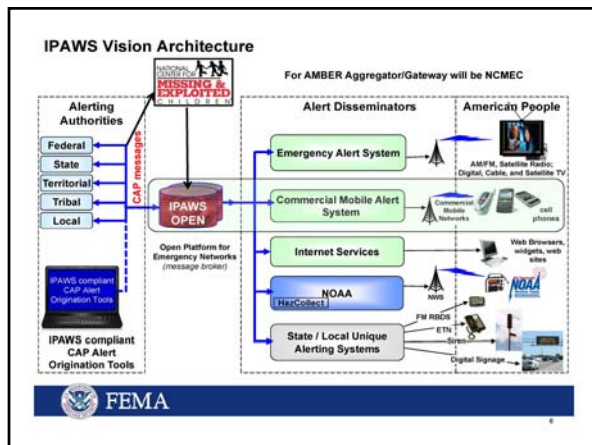 IPAWS Vision Architecture
NATIONAL
CENTER FOR
MISSING &
EXPLOITED
CHILDREN
For AMBER Aggregator/Gateway will be NCMEC
Alerting
Authorities
Federal
State
Territorial
Tribal
Local
CAP messages
IPAWS compliant
CAP Alert
Origination Tools
IPAWS compliant
CAP Alert
Origination Tools
IPAWS
OPEN
Open Platform for
Emergency Networks
(message broker)
Alert Disseminators
Emergency Alert System
Commercial Mobile Alert
System
Internet Services
NOAA
HazCollect
State / Local Unique
Alerting Systems
Commercial
Mobile
Networks
NWS
FM RBDS
ETN
Siren
Digital Signage
American People
AM/FM, Satellite Radio;
Digital, Cable, and Satellite TV
cell
phones
Web Browsers,
widgets, web
sites
NOAA
FEMA
6